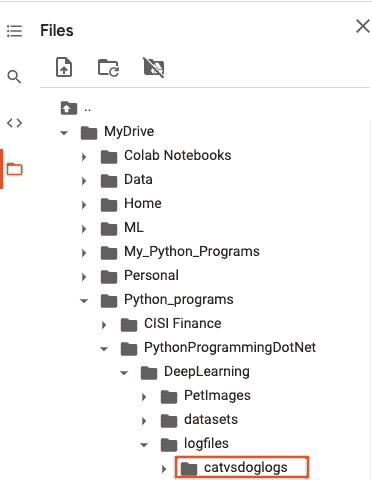 Files
..
MyDrive
Colab Notebooks
Data
Home
ML
My_Python_Programs
Personal
Python_programs
CISI Finance
PythonProgrammingDotNet
DeepLearning
PetImages
datasets
logfiles
catvsdoglogs